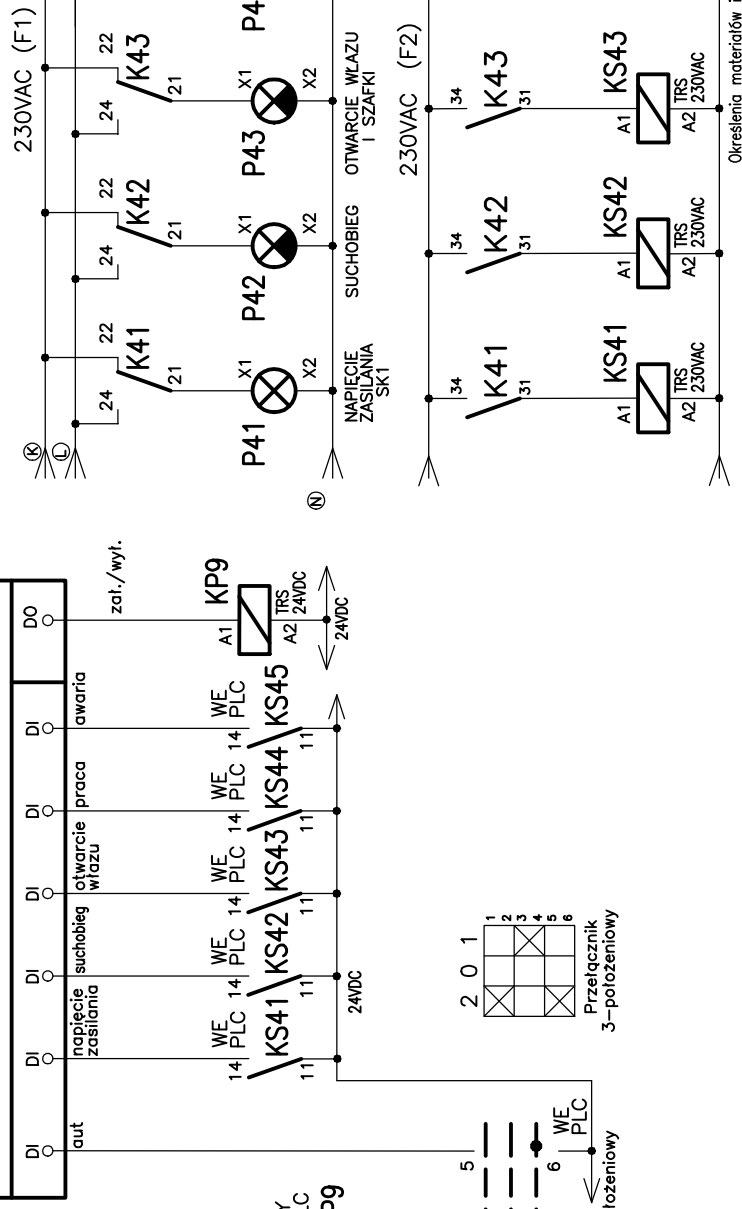 230VAC (F1)
22
K43
21
24
X1
X2
P43
OTWARCIE WŁAZU
I SZAFKI
P4
22
K42
21
24
X1
X2
P42
SUCHOBIEG
22
K41
21
24
X1
X2
P41
NAPIĘCIE
ZASILANIA
SK1
K
L
N
230VAC (F2)
34
K43
31
KS43
A1
A2
TRS
230VAC
34
K42
31
KS42
A1
A2
TRS
230VAC
34
K41
31
KS41
A1
A2
TRS
230VAC
Określenia materiałów i
DO
zał./wył.
KP9
A1
A2
TRS
24VDC
24VDC
DI
awaria
WE
PLC
14
KS45
11
DI
praca
WE
PLC
14
KS44
11
DI
otwarcie
włazu
WE
PLC
14
KS43
11
DI
suchobieg
WE
PLC
14
KS42
11
24VDC
DI
napięcie
zasilania
WE
PLC
14
KS41
11
DI
aut
5
6
WE
PLC
2 0 1
1
2
3
4
5
6
Przełącznik
3-położeniowy
łożeniowy
Y
LC
P9